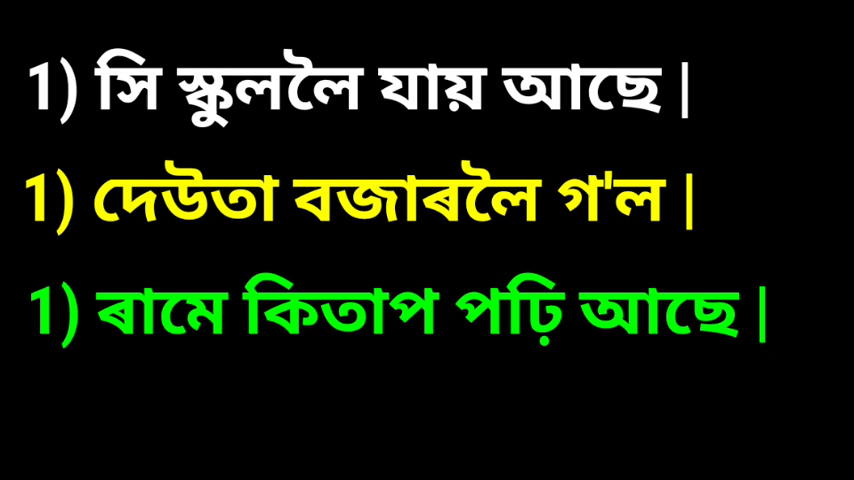 1) সি স্কুললৈ যায় আছে |
1) দেউতা বজাৰলৈ গ'ল |
1) ৰামে কিতাপ পঢ়ি আছে |